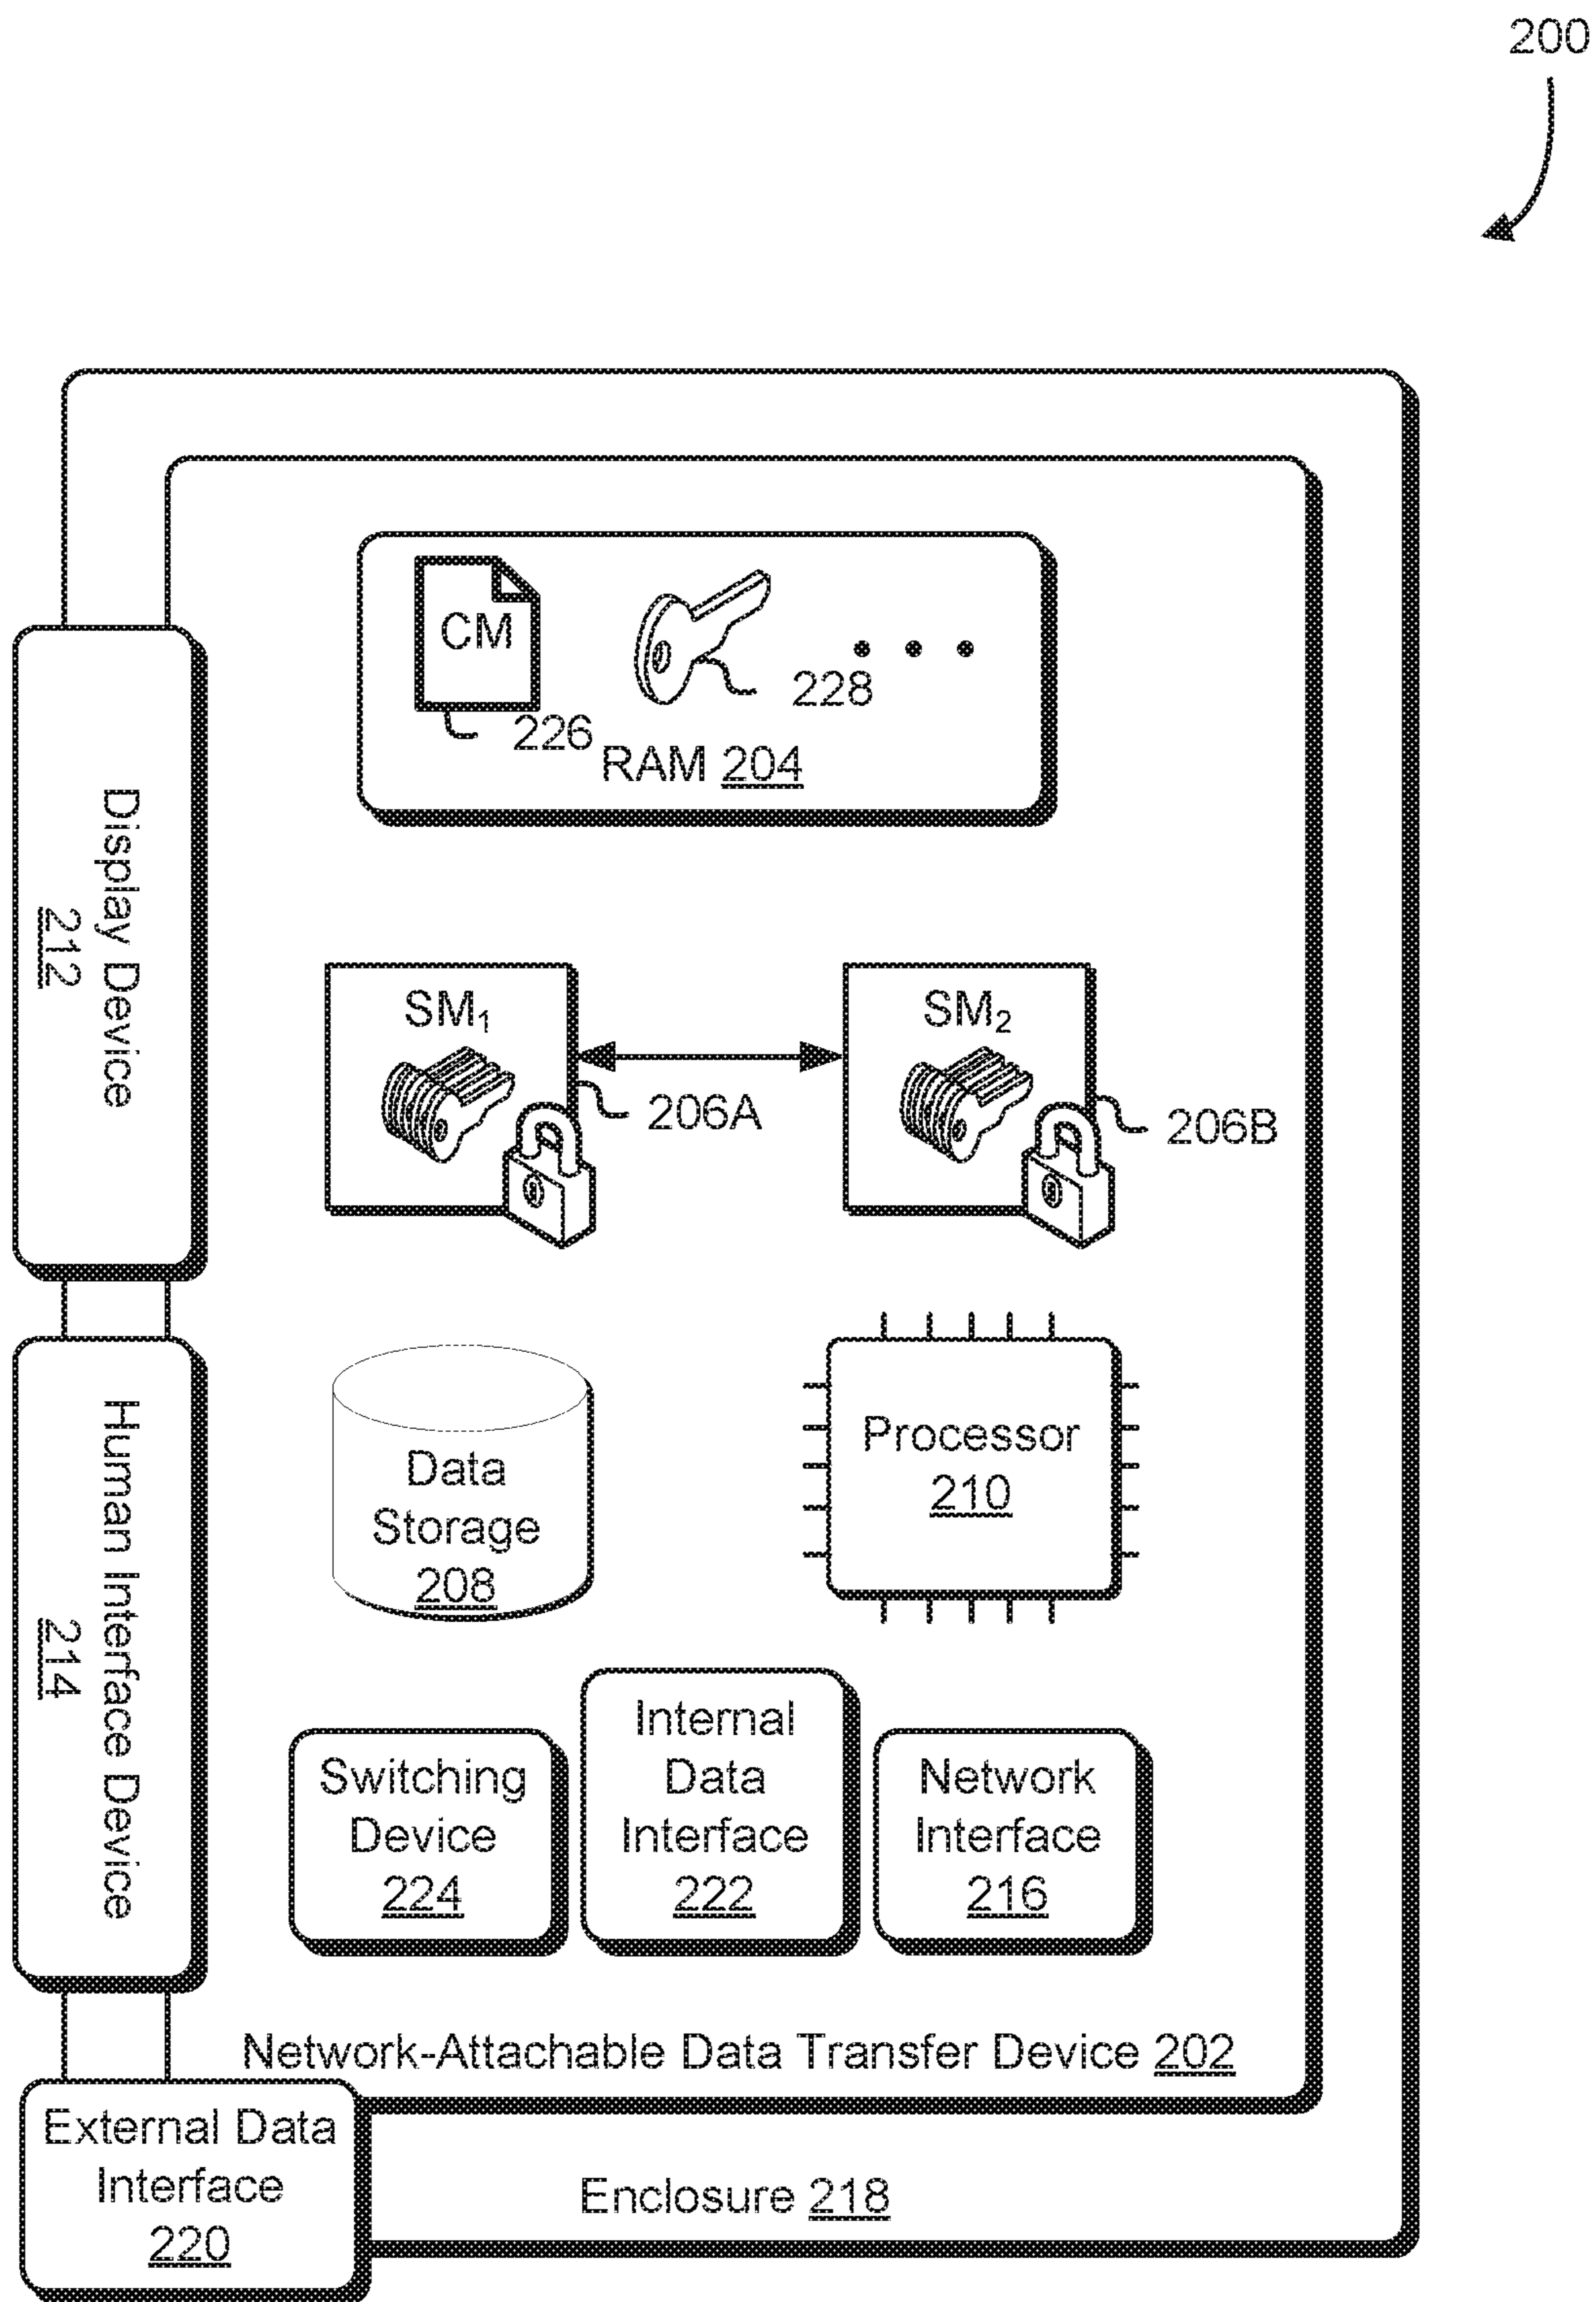 200
CM
226
228
RAM 204
Display Device
212
SM₁
SM₂
206A
206B
Human Interface Device
214
Data
Storage
208
Processor
210
Switching
Device
224
Internal
Data
Interface
222
Network
Interface
216
Network-Attachable Data Transfer Device 202
External Data
Interface
220
Enclosure 218